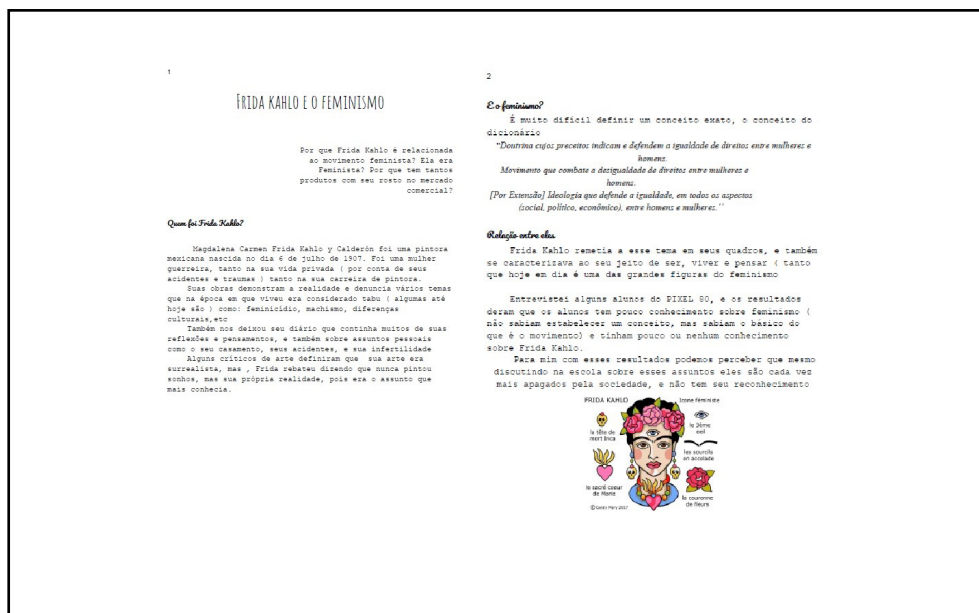 1
FRIDA KAHLO E O FEMINISMO
Por que Frida Kahlo é relacionada
ao movimento feminista? Ela era
Feminista? Por que tem tantos
produtos com seu rosto no mercado
comercial?
Quem foi Frida Kahlo?
Magdalena Carmen Frida Kahlo y Calderón foi uma pintora
mexicana nascida no dia 6 de julho de 1907. Foi uma mulher
guerreira, tanto na sua vida privada ( por conta de seus
acidentes e traumas ) tanto na sua carreira de pintora.
Suas obras demonstram a realidade e denuncia vários temas
que na época em que viveu era considerado tabu ( algumas até
hoje são ) como: feminicídio, machismo, diferenças
culturais,etc
Também nos deixou seu diário que continha muitos de suas
reflexões e pensamentos, e também sobre assuntos pessoais
como o seu casamento, seus acidentes, e sua infertilidade
Alguns críticos de arte definiram que sua arte era
surrealista, mas , Frida rebateu dizendo que nunca pintou
sonhos, mas sua própria realidade, pois era o assunto que
mais conhecia.
2
E o feminismo?
É muito difícil definir um conceito exato, o conceito do
dicionário
"Doutrina cujos preceitos indicam e defendem a igualdade de direitos entre mulheres e
homens.
Movimento que combate a desigualdade de direitos entre mulheres e
homens.
[Por Extensão] Ideologia que defende a igualdade, em todos os aspectos
(social, político, econômico), entre homens e mulheres.''
Relação entre eles
Frida Kahlo remetia a esse tema em seus quadros, e também
se caracterizava ao seu jeito de ser, viver e pensar ( tanto
que hoje em dia é uma das grandes figuras do feminismo
Entrevistei alguns alunos do PIXEL 80, e os resultados
deram que os alunos tem pouco conhecimento sobre feminismo (
não sabiam estabelecer um conceito, mas sabiam o básico do
que é o movimento) e tinham pouco ou nenhum conhecimento
sobre Frida Kahlo.
Para min com esses resultados podemos perceber que mesmo
discutindo na escola sobre esses assuntos eles são cada vez
mais apagados pela sociedade, e não tem seu reconhecimento
FRIDA KAHLO
Icone féministe
la tête de
mort Inca
le 3ème
oeil
les sourcils
en accolade
le sacré coeur
de Marie
la couronne
de fleurs